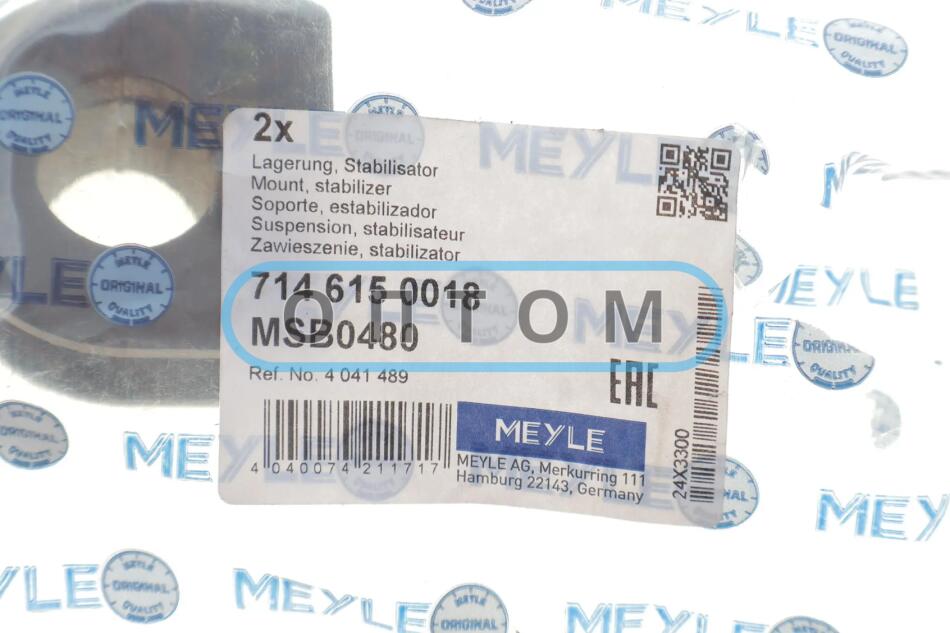 2x
Lagerung, Stabilisator
Mount, stabilizer
Soporte, estabilizador
Suspension, stabilisateur
Zawieszenie, stabilizator
714 615 0018
MSB0480
Ref. No. 4 041 489
EAC
4 040074 211717
MEYLE
MEYLE AG, Merkurring 111
Hamburg 22143, Germany
24X3300
MEYLE
ORIGINAL
QUALITY